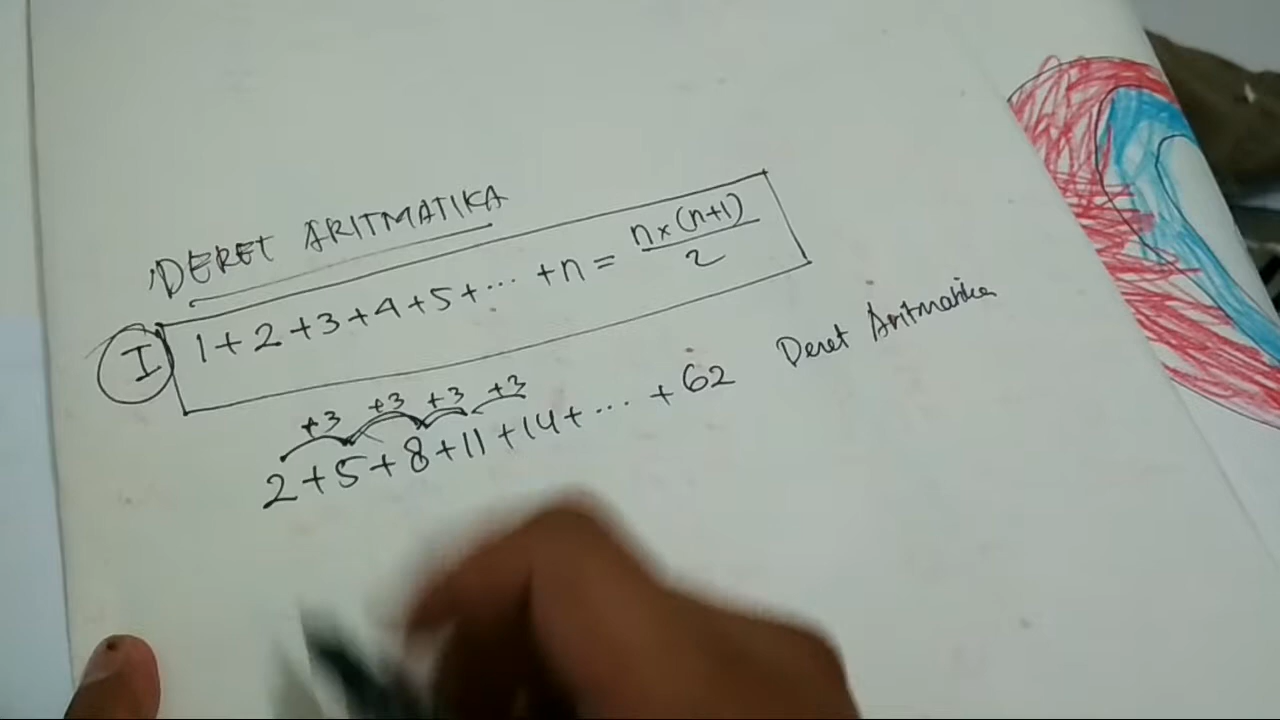 DERET ARITMATIKA
I 1+2+3+4+5+... +n = n×(n+1)/2
+3 +3 +3 +3
2+5+8+11+14+... +62 Deret Aritmatika